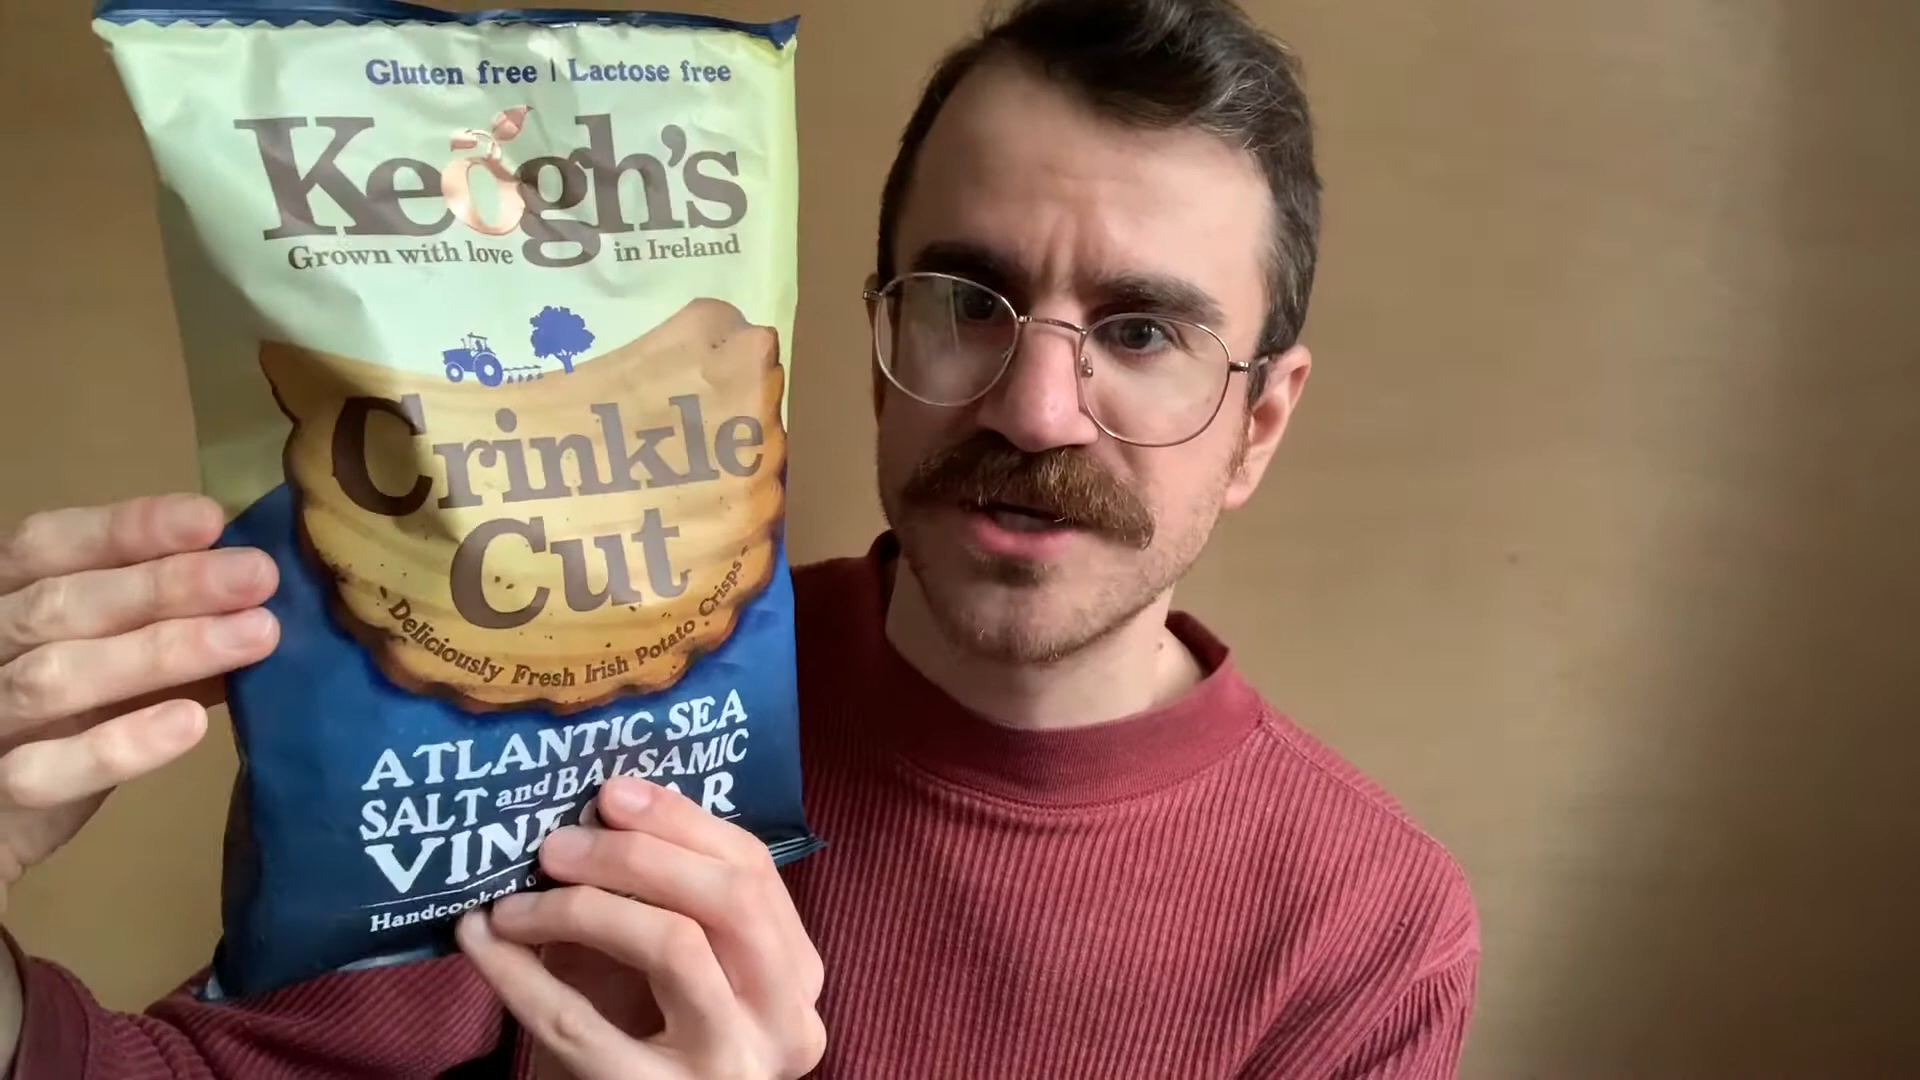 Gluten free | Lactose free
Keogh's
Grown with love in Ireland
Crinkle
Cut
Deliciously Fresh Irish Potato Crisps
ATLANTIC SEA
SALT and BALSAMIC
Handcooked